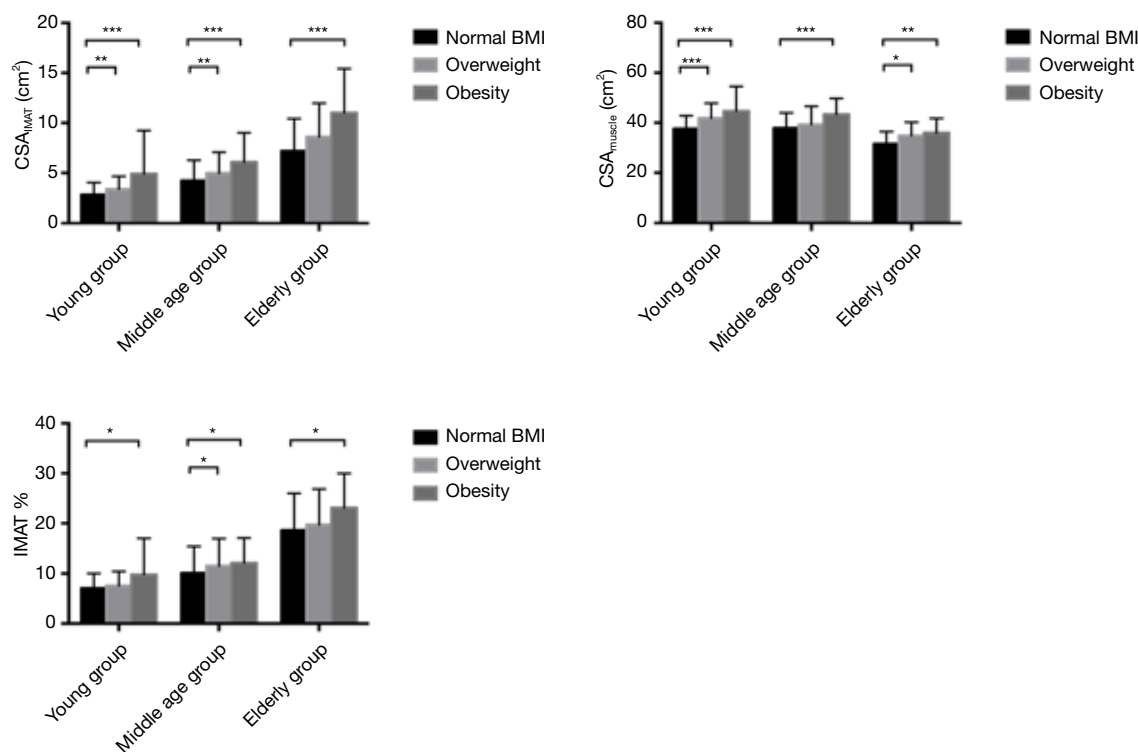 CSA_IMAT (cm²)
20
15
10
5
0
***
**
***
**
***
Normal BMI
Overweight
Obesity
Young group
Middle age group
Elderly group
CSA_muscle (cm²)
80
60
40
20
0
***
***
***
**
*
Normal BMI
Overweight
Obesity
Young group
Middle age group
Elderly group
IMAT %
40
30
20
10
0
*
*
*
*
Normal BMI
Overweight
Obesity
Young group
Middle age group
Elderly group